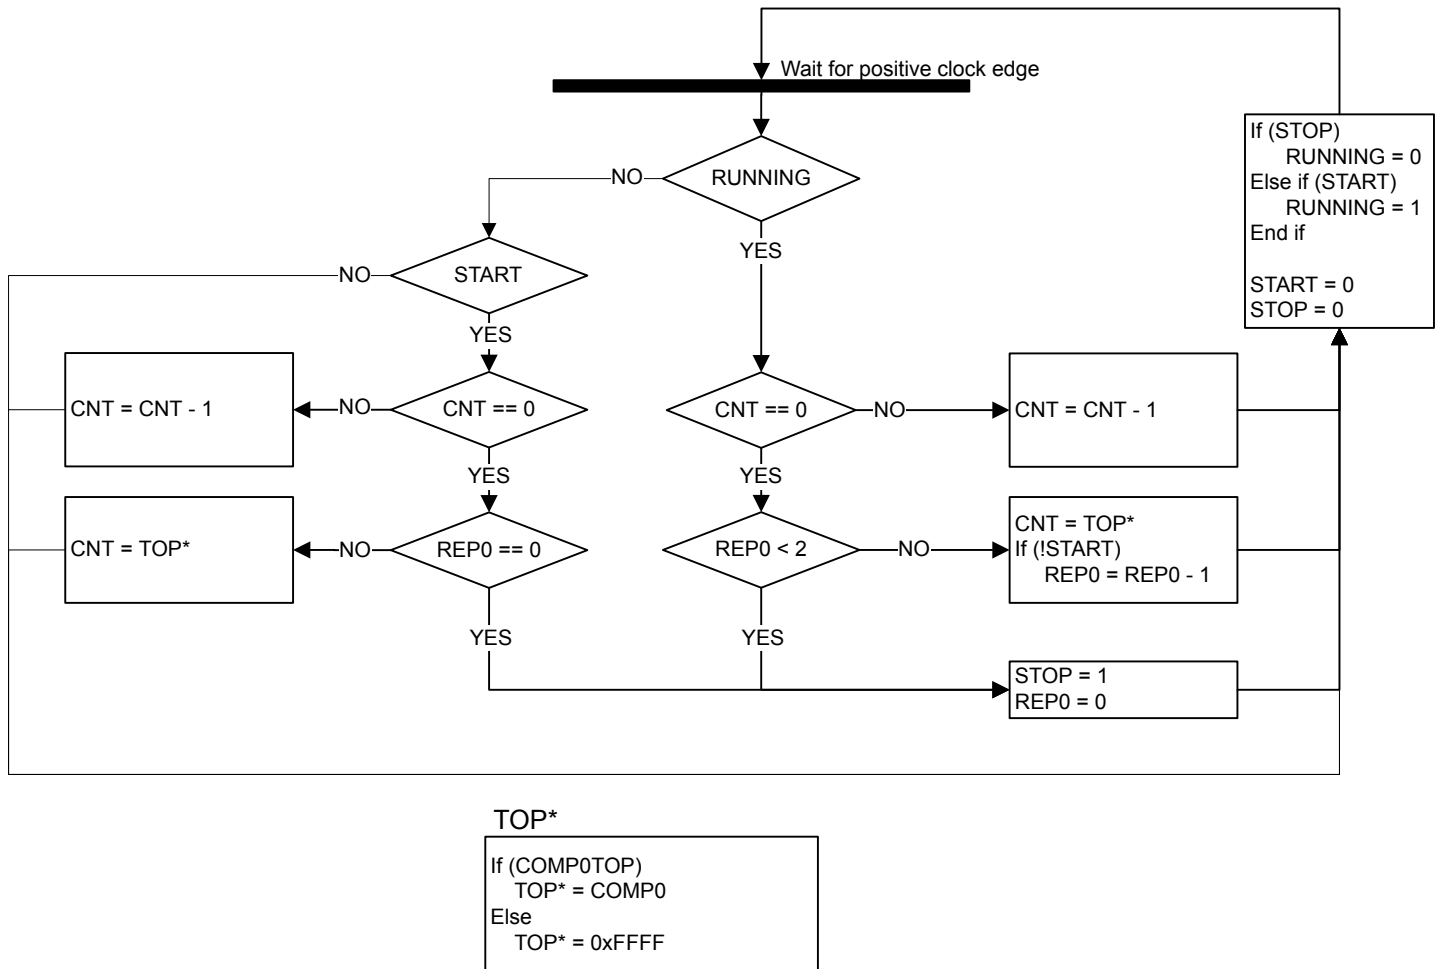 Wait for positive clock edge
If (STOP)
RUNNING = 0
Else if (START)
RUNNING = 1
End if
START = 0
STOP = 0
NO
RUNNING
YES
NO
START
YES
CNT = CNT - 1
NO
CNT == 0
CNT == 0
NO
CNT = CNT - 1
YES
YES
CNT = TOP*
NO
REP0 == 0
REP0 < 2
NO
CNT = TOP*
If (!START)
REP0 = REP0 - 1
YES
YES
STOP = 1
REP0 = 0
TOP*
If (COMP0TOP)
TOP* = COMP0
Else
TOP* = 0xFFFF